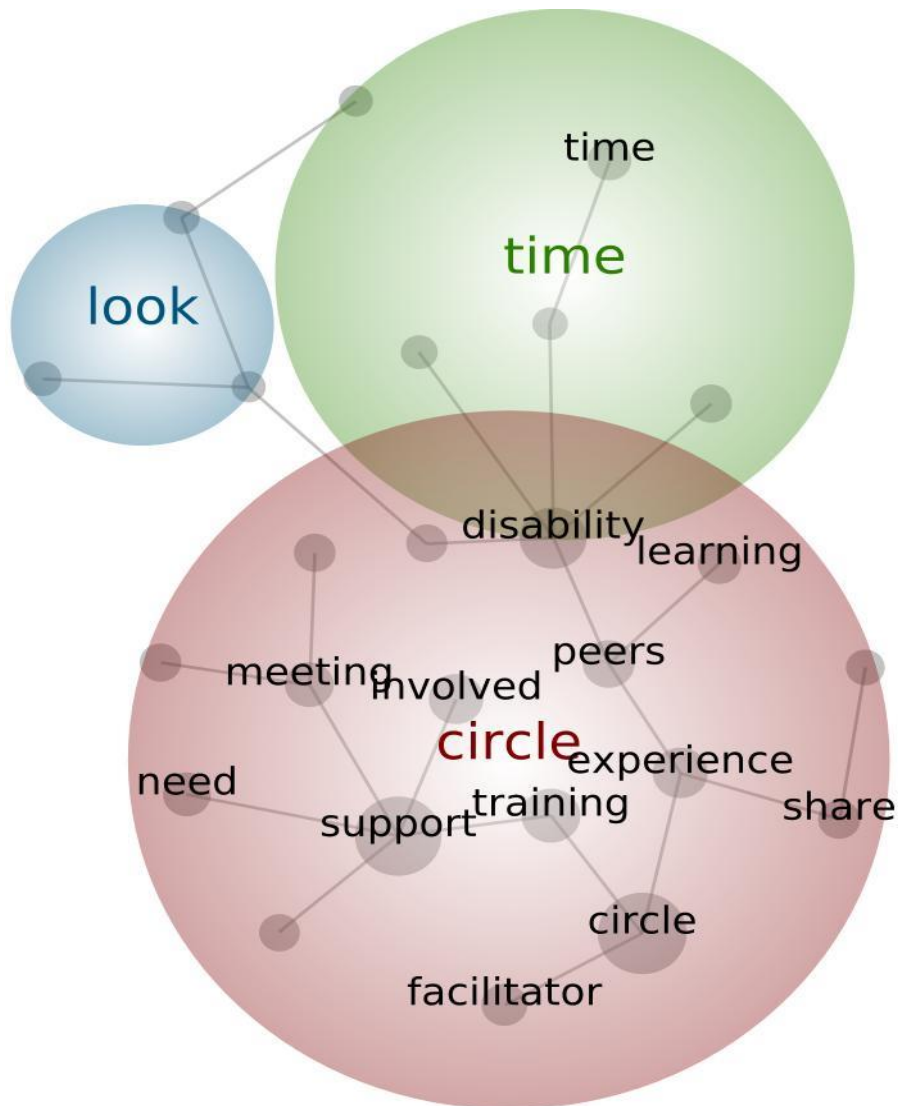 time
time
look
disability
learning
peers
meeting
involved
circle
experience
need
training
share
support
circle
facilitator